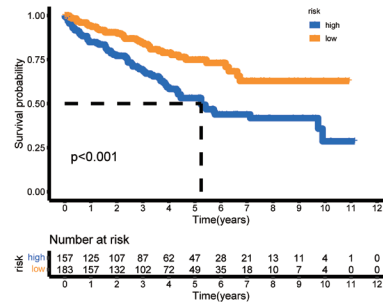 risk
high
low
Survival probability
1.00
0.75
0.50
0.25
0.00
p<0.001
0 1 2 3 4 5 6 7 8 9 10 11 12
Time(years)
Number at risk
risk
high 157 125 107 87 62 47 28 21 13 11 4 1 0
low 183 157 132 102 72 49 35 18 10 7 4 0 0
0 1 2 3 4 5 6 7 8 9 10 11 12
Time(years)